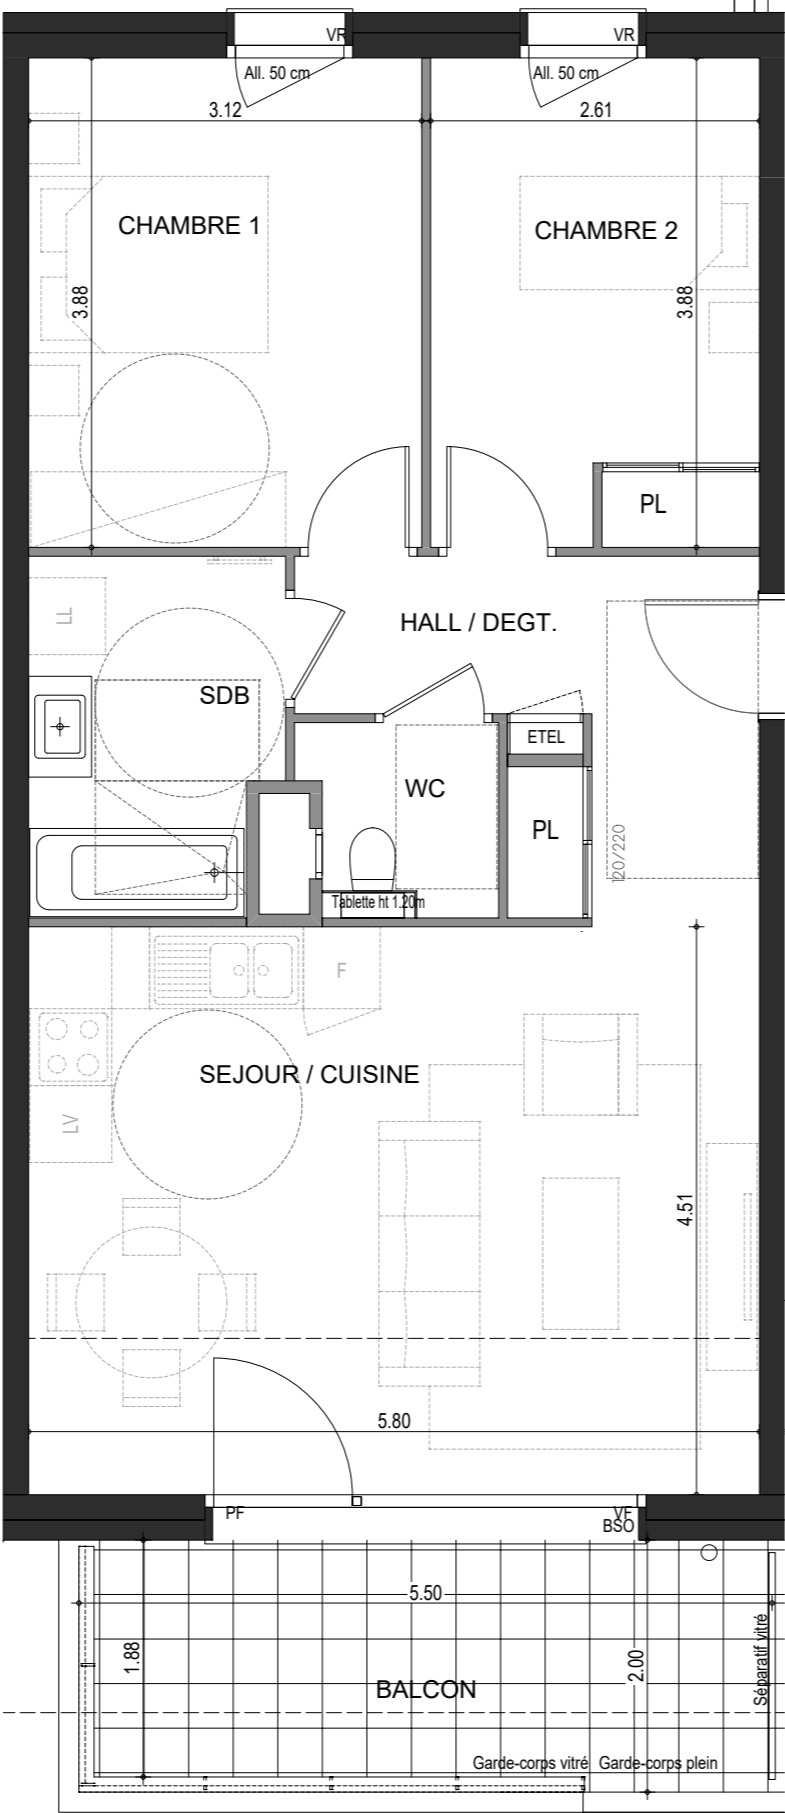 VR
VR
All. 50 cm
All. 50 cm
3.12
2.61
CHAMBRE 1
CHAMBRE 2
3.88
3.88
PL
LL
HALL / DEGT.
SDB
ETEL
WC
PL
120/220
Tablette ht 1.20m
F
SEJOUR / CUISINE
LV
4.51
5.80
PF
VF
BSO
5.50
1.88
2.00
Séparatif vitré
BALCON
Garde-corps vitré
Garde-corps plein